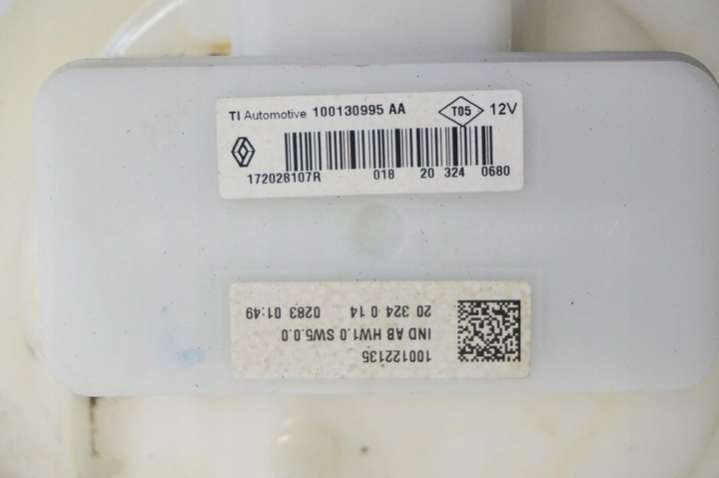 TI Automotive 100130995 AA T05 12V
172028107R 018 20 324 0680
100122135
IND AB HW1.0 SW5.0.0
20 324 0 14 0283 01:49